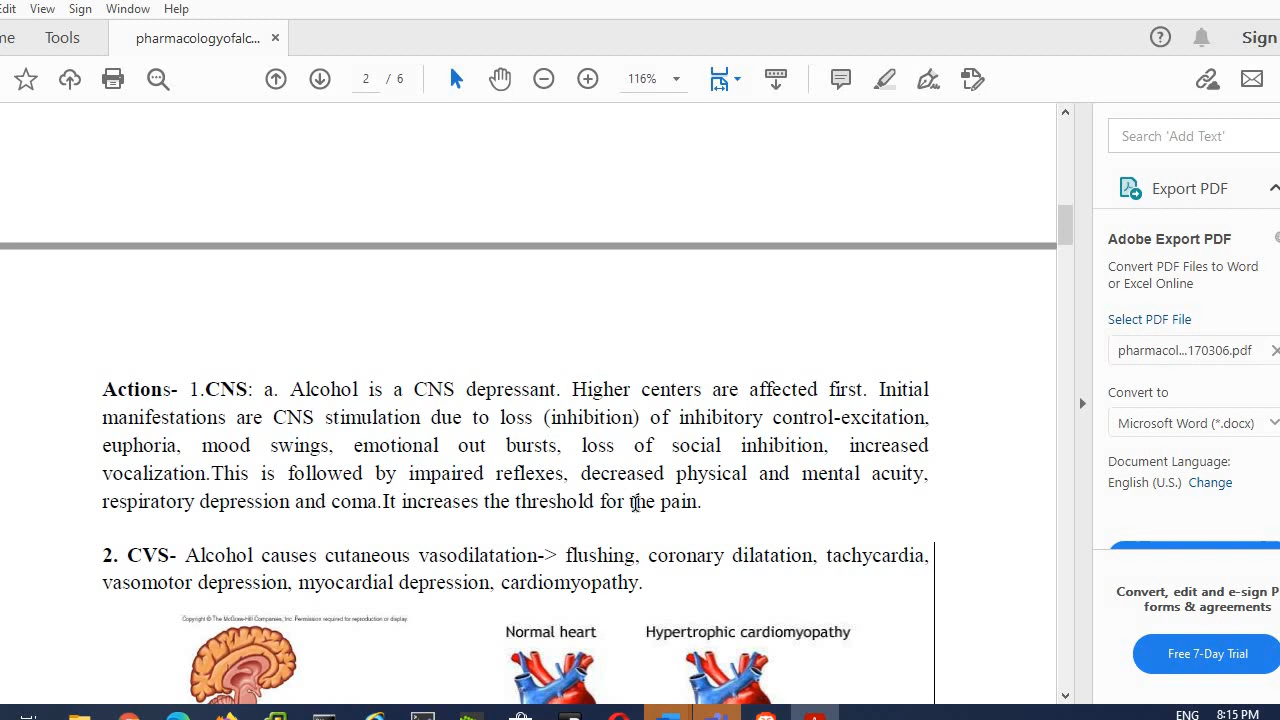 Edit View Sign Window Help
me Tools pharmacologyofalc... × Sign
2 / 6 116%
Search 'Add Text'
Export PDF
Adobe Export PDF
Convert PDF Files to Word
or Excel Online
Select PDF File
pharmacol...170306.pdf
Convert to
Microsoft Word (*.docx)
Document Language:
English (U.S.) Change
Convert, edit and e-sign P
forms & agreements
Free 7-Day Trial
Actions- 1.CNS: a. Alcohol is a CNS depressant. Higher centers are affected first. Initial
manifestations are CNS stimulation due to loss (inhibition) of inhibitory control-excitation,
euphoria, mood swings, emotional out bursts, loss of social inhibition, increased
vocalization.This is followed by impaired reflexes, decreased physical and mental acuity,
respiratory depression and coma.It increases the threshold for the pain.
2. CVS- Alcohol causes cutaneous vasodilatation-> flushing, coronary dilatation, tachycardia,
vasomotor depression, myocardial depression, cardiomyopathy.
Copyright © The McGraw-Hill Companies, Inc. Permission required for reproduction or display.
Normal heart Hypertrophic cardiomyopathy
ENG 8:15 PM